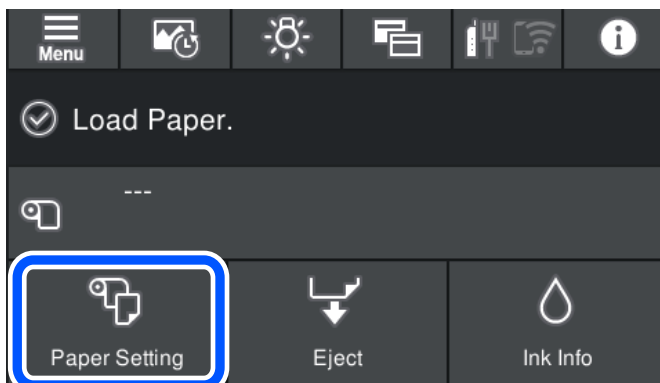 Menu
Load Paper.
---
Paper Setting
Eject
Ink Info